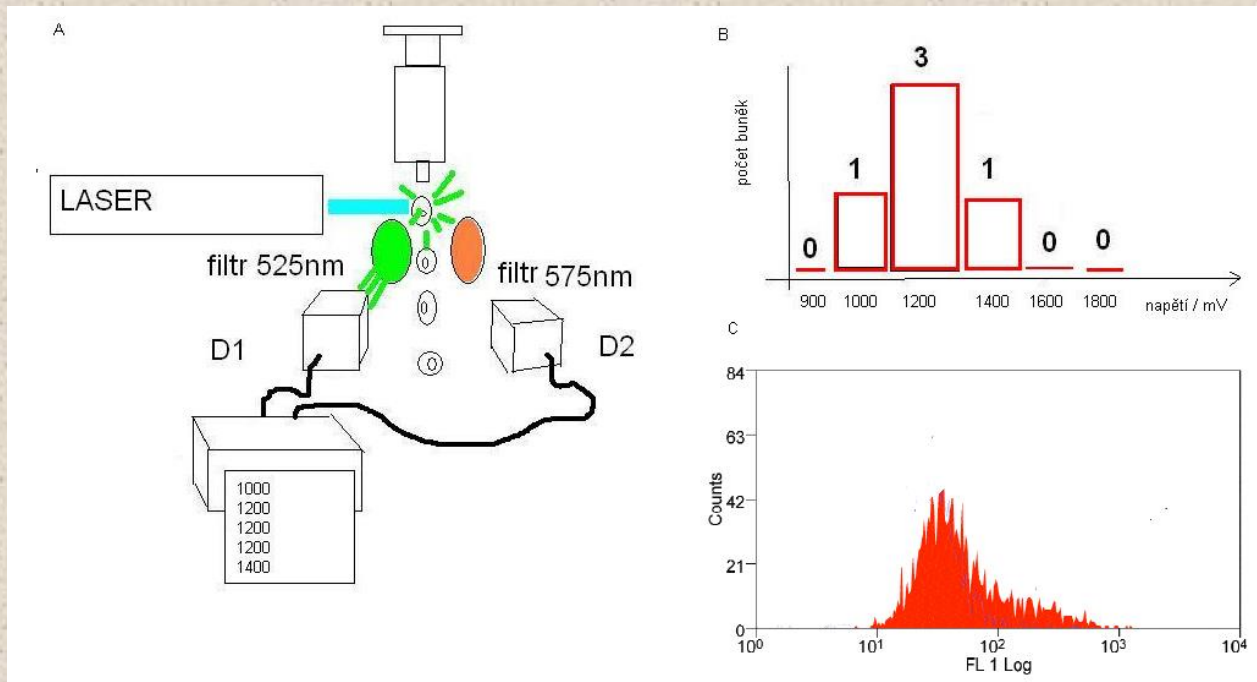 A
LASER
filtr 525nm
filtr 575nm
D1
D2
1000
1200
1200
1200
1400
B
počet buněk
0
1
3
1
0
0
900 1000 1200 1400 1600 1800 napětí / mV
C
84
63
42
21
0
Counts
10⁰ 10¹ 10² 10³ 10⁴
FL 1 Log